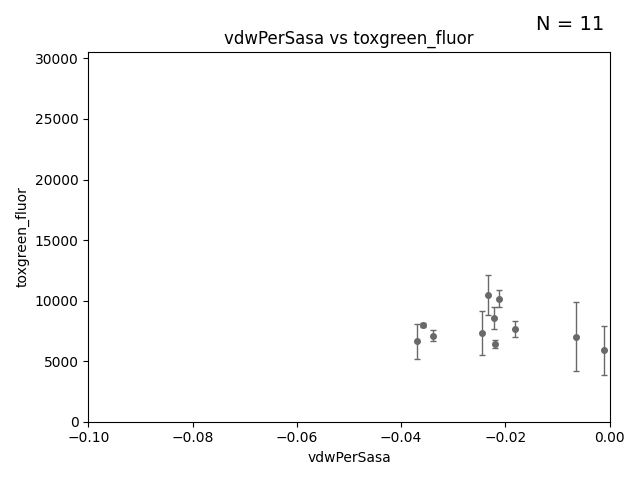 N = 11
vdwPerSasa vs toxgreen_fluor
30000
25000
20000
15000
10000
5000
0
toxgreen_fluor
−0.10 −0.08 −0.06 −0.04 −0.02 0.00
vdwPerSasa